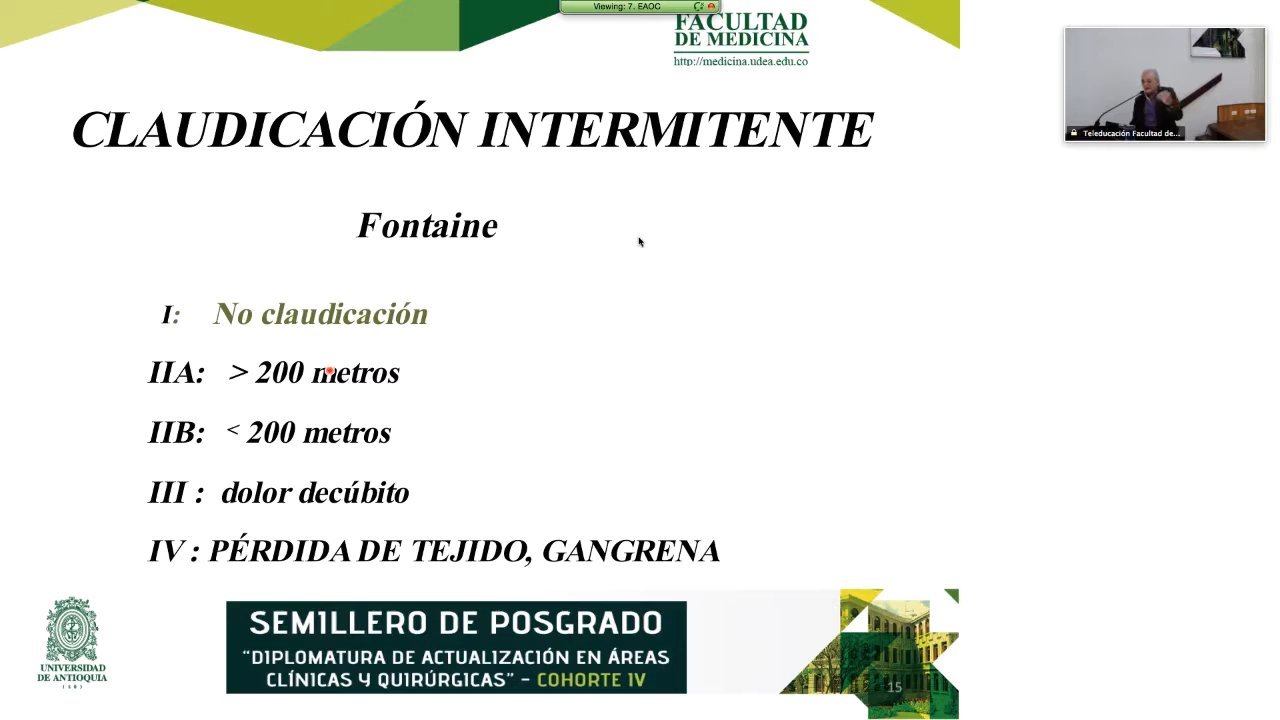 Viewing: 7. EAOC
FACULTAD
DE MEDICINA
http://medicina.udea.edu.co
CLAUDICACIÓN INTERMITENTE
Fontaine
I: No claudicación
IIA: > 200 metros
IIB: < 200 metros
III : dolor decúbito
IV : PÉRDIDA DE TEJIDO, GANGRENA
Teleducación Facultad de...
UNIVERSIDAD
DE ANTIOQUIA
1803
SEMILLERO DE POSGRADO
“DIPLOMATURA DE ACTUALIZACIÓN EN ÁREAS
CLÍNICAS Y QUIRÚRGICAS” - COHORTE IV
15